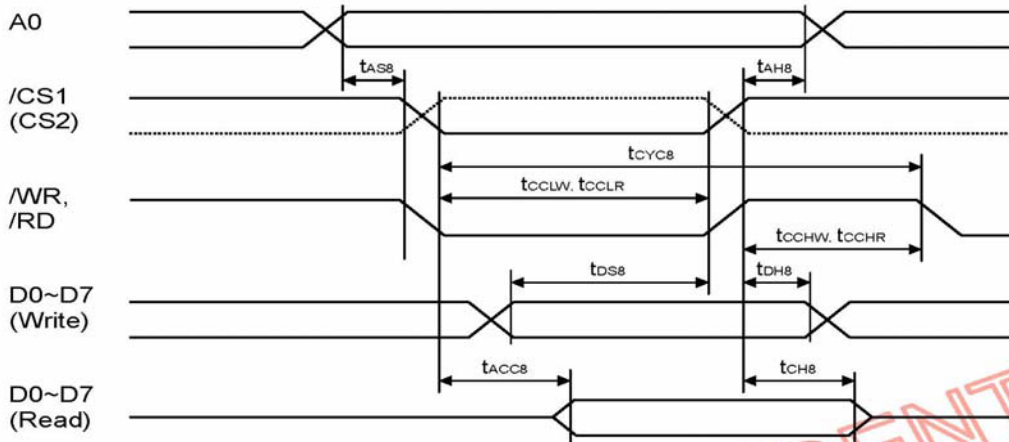 A0
tAS8
tAH8
/CS1
(CS2)
tCYC8
tCCLW. tCCLR
/WR,
/RD
tCCHW. tCCHR
tDS8
tDH8
D0~D7
(Write)
tACC8
tCH8
D0~D7
(Read)
ENT